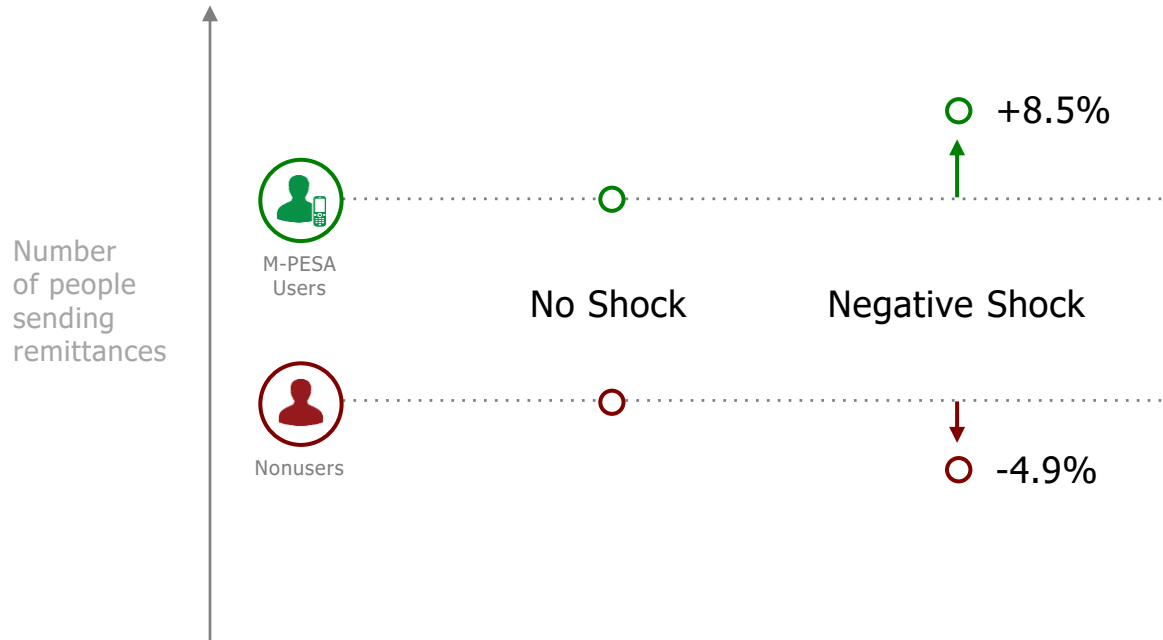 +8.5%
Number
of people
sending
remittances
M-PESA
Users
No Shock
Negative Shock
Nonusers
-4.9%